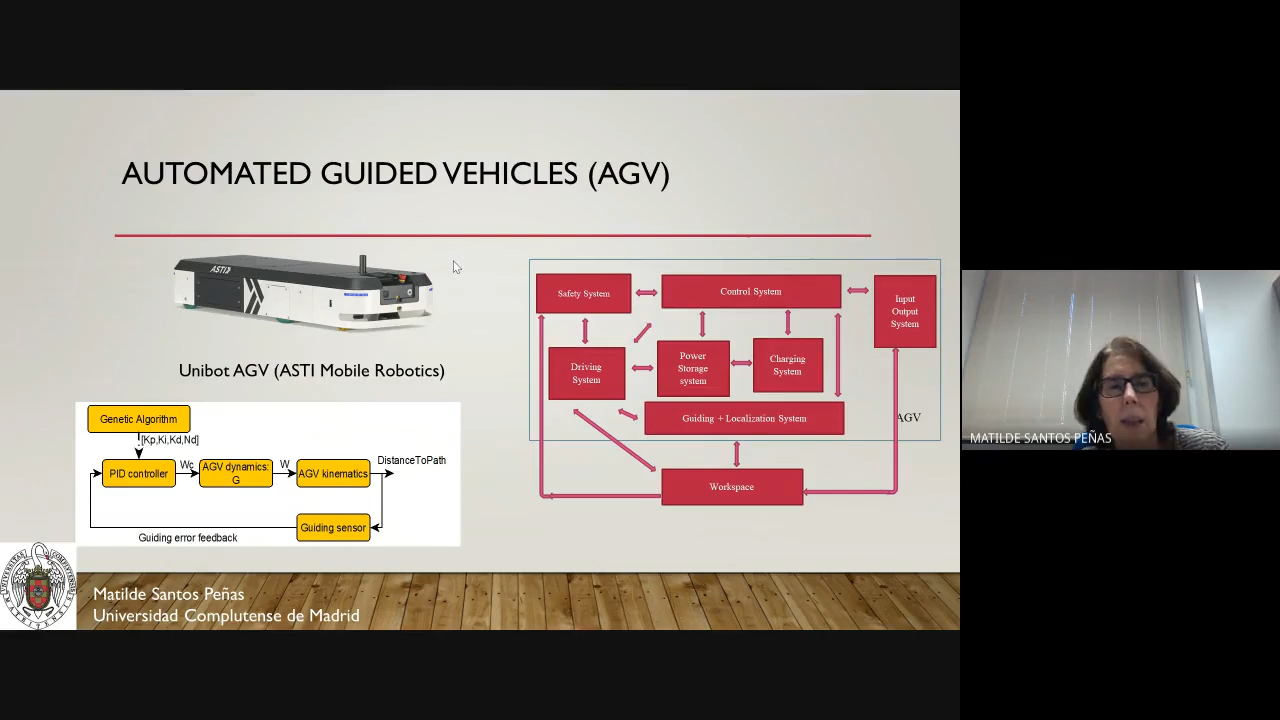 AUTOMATED GUIDED VEHICLES (AGV)
ASTI
Unibot AGV (ASTI Mobile Robotics)
Genetic Algorithm
[Kp,Ki,Kd,Nd]
PID controller
Wc
AGV dynamics:
G
W
AGV kinematics
DistanceToPath
Guiding sensor
Guiding error feedback
Safety System
Control System
Input
Output
System
Driving
System
Power
Storage
system
Charging
System
Guiding + Localization System
AGV
Workspace
Matilde Santos Peñas
Universidad Complutense de Madrid
MATILDE SANTOS PEÑAS